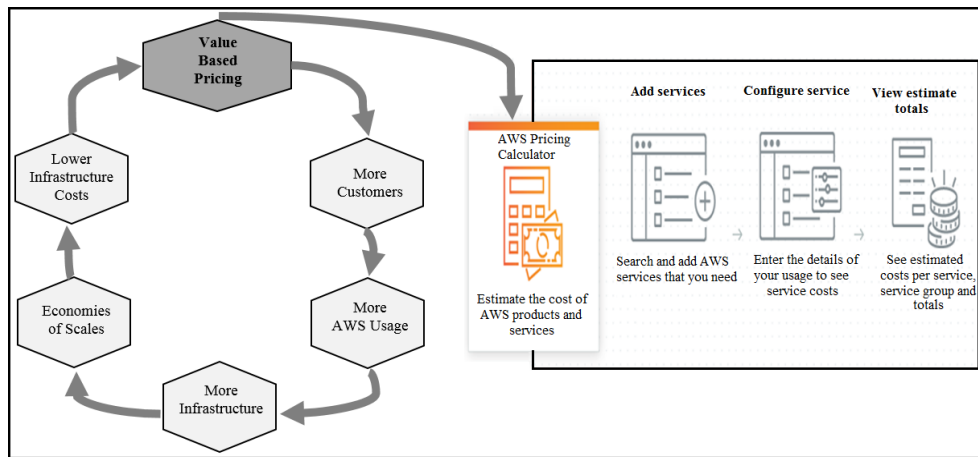 Value
Based
Pricing
More
Customers
More
AWS Usage
More
Infrastructure
Economies
of Scales
Lower
Infrastructure
Costs
AWS Pricing
Calculator
Estimate the cost of
AWS products and
services
Add services
Search and add AWS
services that you need
Configure service
Enter the details of
your usage to see
service costs
View estimate
totals
See estimated
costs per service,
service group and
totals